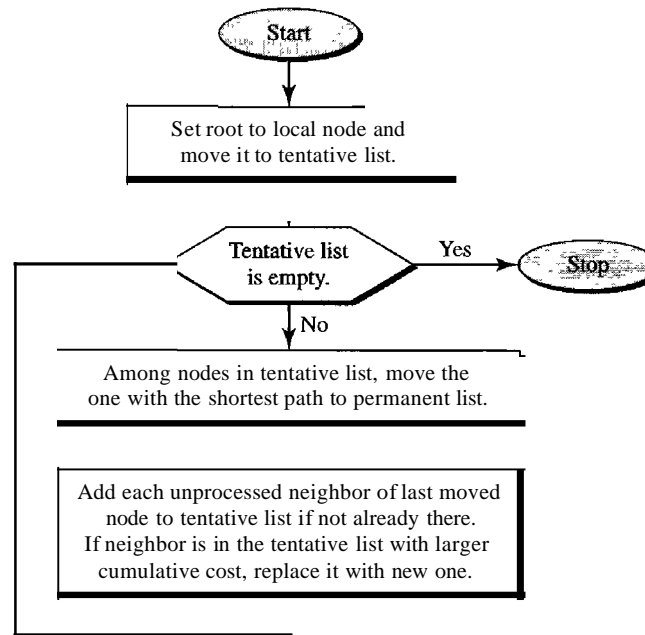 Start
Set root to local node and
move it to tentative list.
Tentative list
is empty.
Yes
Stop
No
Among nodes in tentative list, move the
one with the shortest path to permanent list.
Add each unprocessed neighbor of last moved
node to tentative list if not already there.
If neighbor is in the tentative list with larger
cumulative cost, replace it with new one.